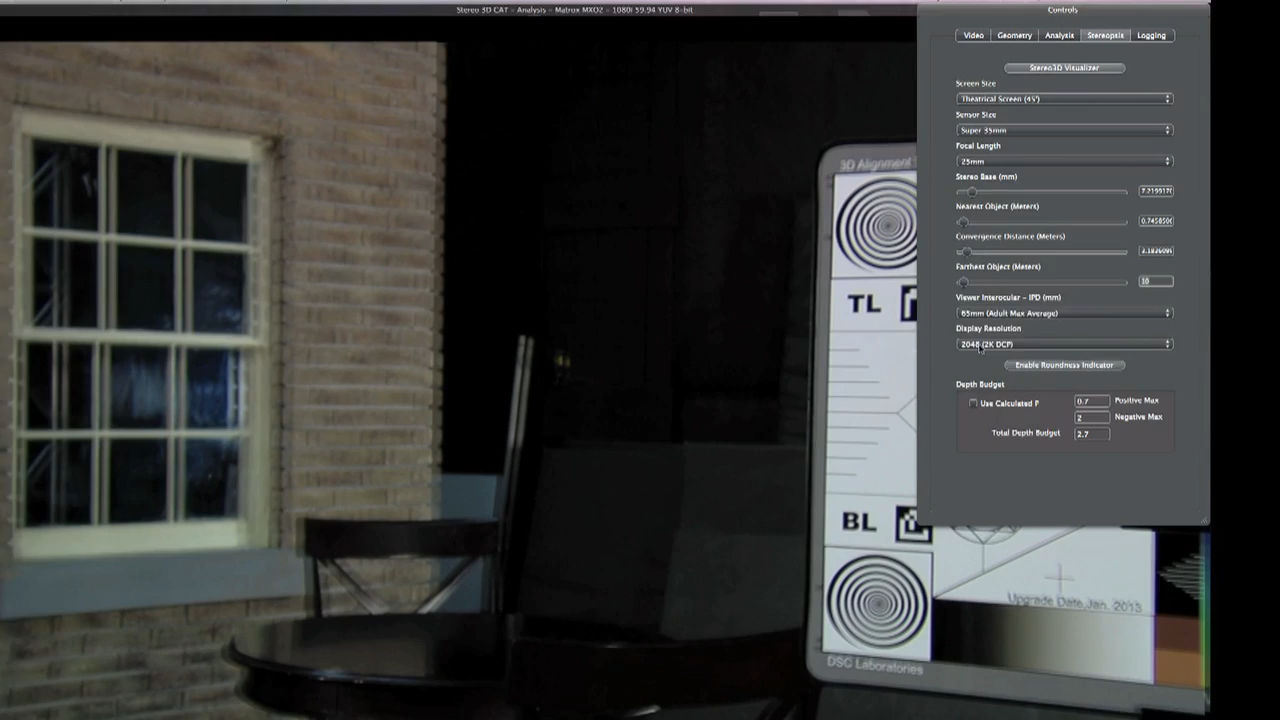 Stereo 3D CAT - Analysis - Matrox MXO2 - 1080i 59.94 YUV 8-bit
Controls
Video Geometry Analysis Stereopsis Logging
Stereo3D Visualizer
Screen Size
Theatrical Screen (45')
Sensor Size
Super 35mm
Focal Length
25mm
Stereo Base (mm)
Nearest Object (Meters)
Convergence Distance (Meters)
Farthest Object (Meters)
10
Viewer Interocular - IPD (mm)
65mm (Adult Max Average)
Display Resolution
2048 (2K DCP)
Enable Roundness Indicator
Depth Budget
Use Calculated P
0.7 Positive Max
2 Negative Max
Total Depth Budget 2.7
3D Alignment
TL
BL
Upgrade Date Jan. 2013
DSC Laboratories